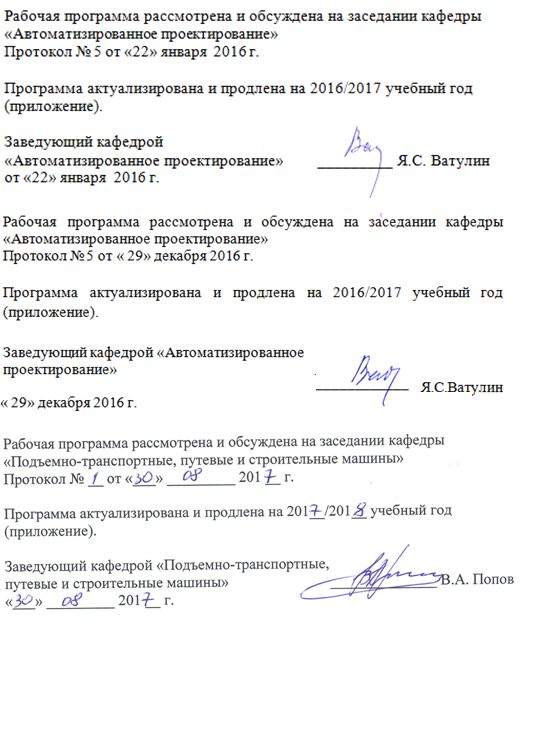 Рабочая программа рассмотрена и обсуждена на заседании кафедры
«Автоматизированное проектирование»
Протокол № 5 от «22» января 2016 г.
Программа актуализирована и продлена на 2016/2017 учебный год
(приложение).
Заведующий кафедрой
«Автоматизированное проектирование» _________ Я.С. Ватулин
от «22» января 2016 г.
Рабочая программа рассмотрена и обсуждена на заседании кафедры
«Автоматизированное проектирование»
Протокол №5 от « 29» декабря 2016 г.
Программа актуализирована и продлена на 2016/2017 учебный год
(приложение).
Заведующий кафедрой «Автоматизированное
проектирование» ___________ Я.С.Ватулин
« 29» декабря 2016 г.
Рабочая программа рассмотрена и обсуждена на заседании кафедры
«Подъемно-транспортные, путевые и строительные машины»
Протокол № 1 от «30» 08 2017 г.
Программа актуализирована и продлена на 2017/2018 учебный год
(приложение).
Заведующий кафедрой «Подъемно-транспортные,
путевые и строительные машины» ______________В.А. Попов
«30» 08 2017 г.